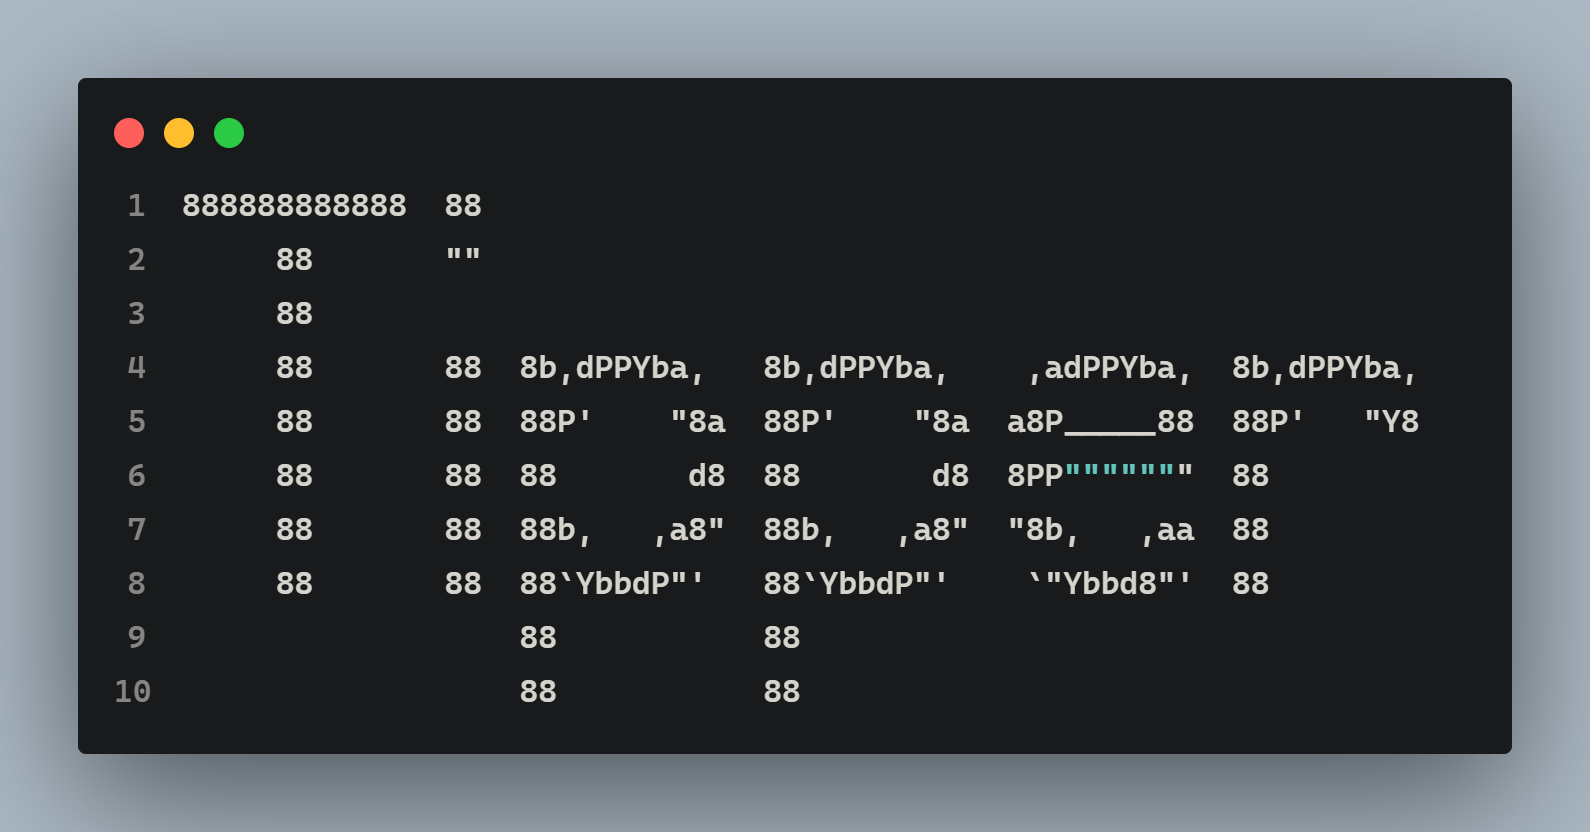 1  888888888888  88
2       88       ""
3       88
4       88       88  8b,dPPYba,   8b,dPPYba,    ,adPPYba,  8b,dPPYba,
5       88       88  88P'    "8a  88P'    "8a  a8P_____88  88P'   "Y8
6       88       88  88       d8  88       d8  8PP"""""""  88
7       88       88  88b,   ,a8"  88b,   ,a8"  "8b,   ,aa  88
8       88       88  88`YbbdP"'   88`YbbdP"'    `"Ybbd8"'  88
9                    88           88
10                   88           88